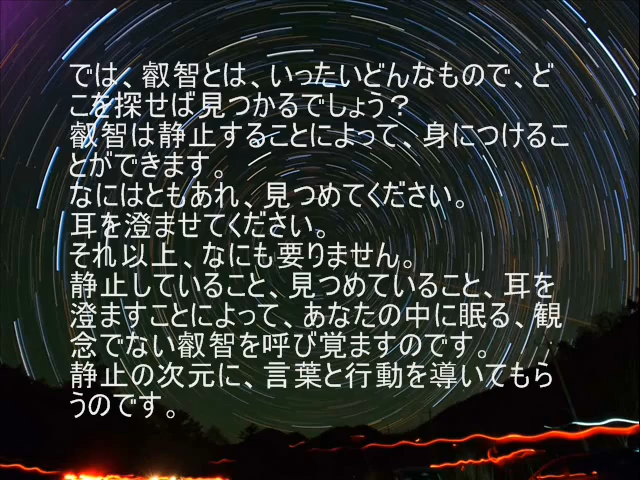 では、叡智とは、いったいどんなもので、ど
こを探せば見つかるでしょう？
叡智は静止することによって、身につけるこ
とができます。
なにはともあれ、見つめてください。
耳を澄ませてください。
それ以上、なにも要りません。
静止していること、見つめていること、耳を
澄ますことによって、あなたの中に眠る、観
念でない叡智を呼び覚ますのです。
静止の次元に、言葉と行動を導いてもら
うのです。